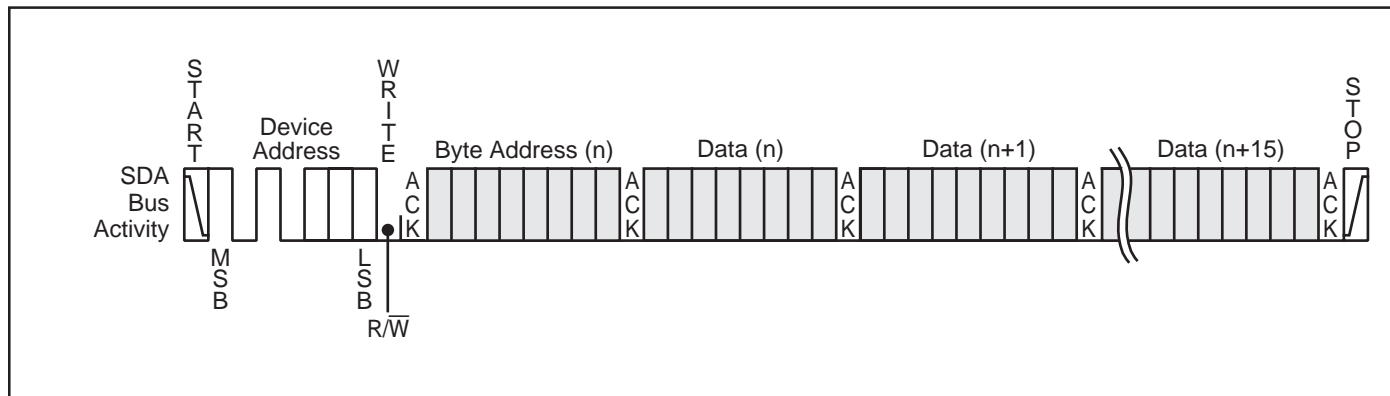 START
WRITE
STOP
Device
Address
Byte Address (n)
Data (n)
Data (n+1)
Data (n+15)
SDA
Bus
Activity
ACK
ACK
ACK
ACK
ACK
MSB
LSB
R/W̅